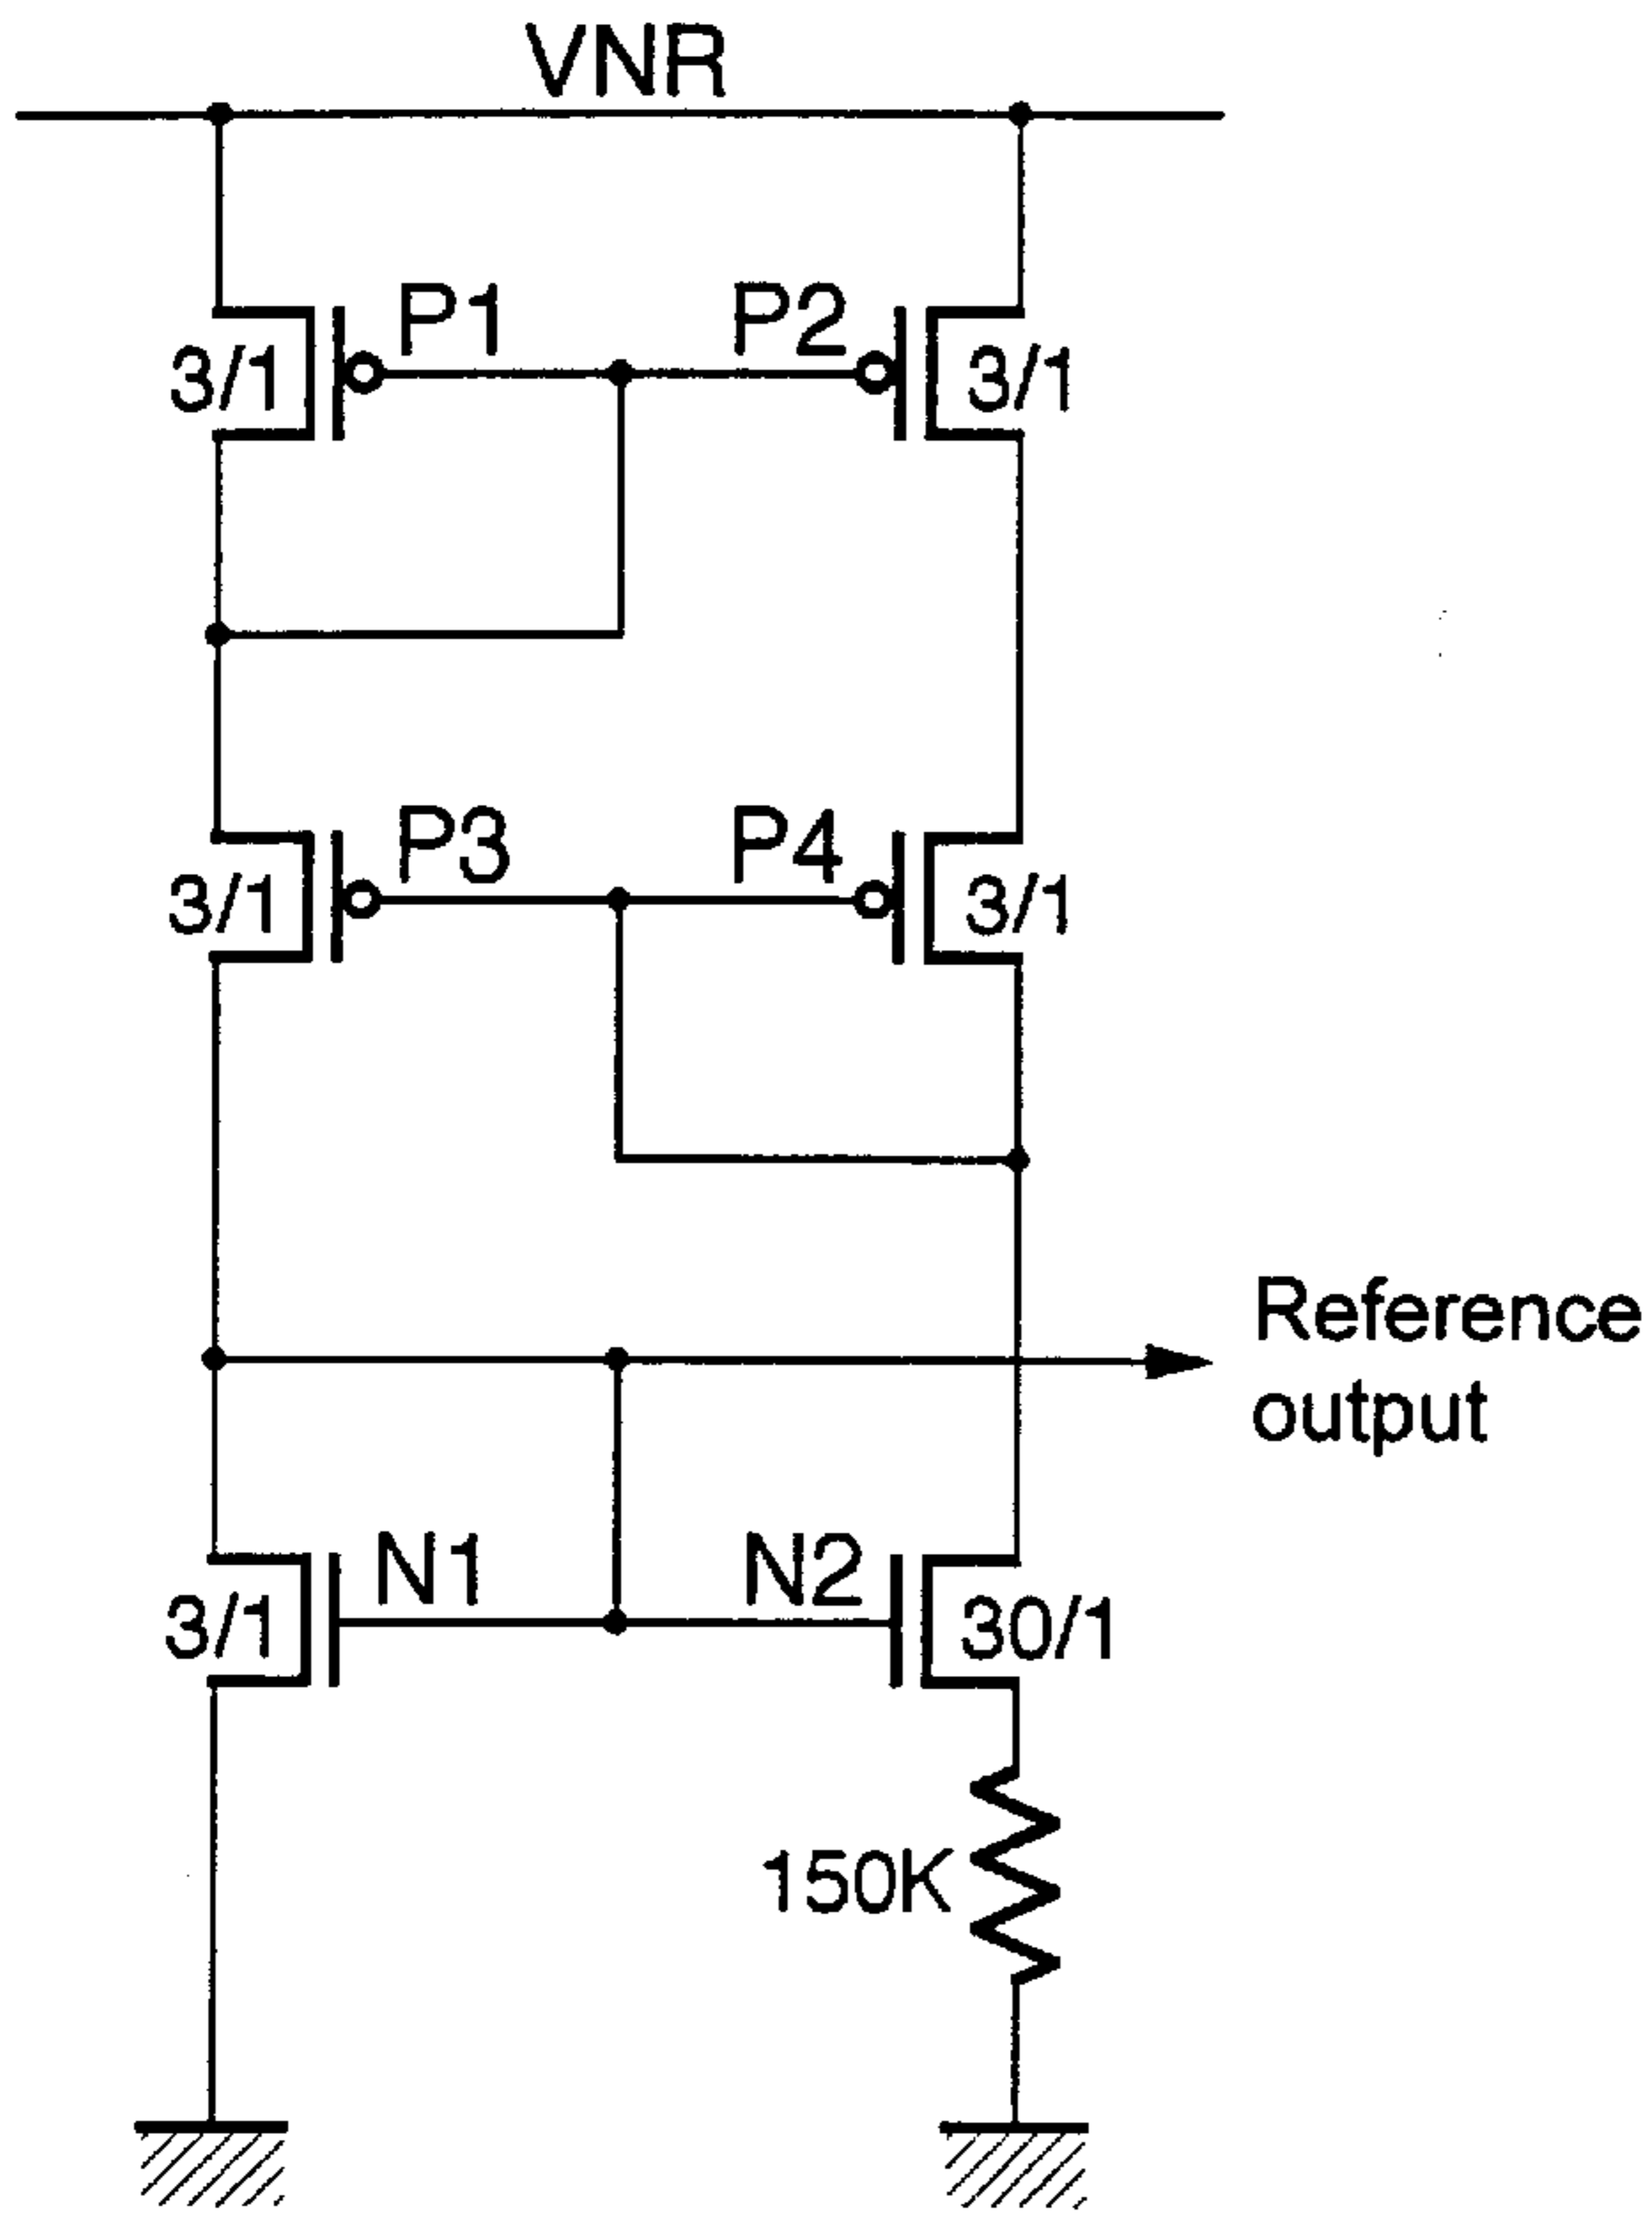 VNR
P1
P2
3/1
3/1
P3
P4
3/1
3/1
Reference
output
N1
N2
3/1
30/1
150K